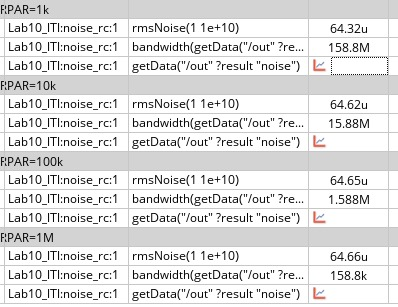 R:PAR=1k
Lab10_ITI:noise_rc:1 rmsNoise(1 1e+10) 64.32u
Lab10_ITI:noise_rc:1 bandwidth(getData("/out" ?re... 158.8M
Lab10_ITI:noise_rc:1 getData("/out" ?result "noise")
R:PAR=10k
Lab10_ITI:noise_rc:1 rmsNoise(1 1e+10) 64.62u
Lab10_ITI:noise_rc:1 bandwidth(getData("/out" ?re... 15.88M
Lab10_ITI:noise_rc:1 getData("/out" ?result "noise")
R:PAR=100k
Lab10_ITI:noise_rc:1 rmsNoise(1 1e+10) 64.65u
Lab10_ITI:noise_rc:1 bandwidth(getData("/out" ?re... 1.588M
Lab10_ITI:noise_rc:1 getData("/out" ?result "noise")
R:PAR=1M
Lab10_ITI:noise_rc:1 rmsNoise(1 1e+10) 64.66u
Lab10_ITI:noise_rc:1 bandwidth(getData("/out" ?re... 158.8k
Lab10_ITI:noise_rc:1 getData("/out" ?result "noise")